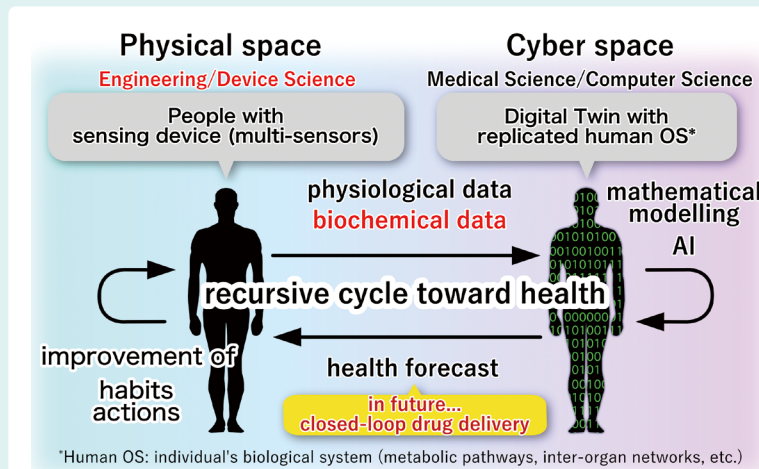 Physical space
Engineering/Device Science
People with
sensing device (multi-sensors)
Cyber space
Medical Science/Computer Science
Digital Twin with
replicated human OS*
physiological data
biochemical data
mathematical
modelling
AI
recursive cycle toward health
improvement of
habits
actions
health forecast
in future...
closed-loop drug delivery
*Human OS: individual's biological system (metabolic pathways, inter-organ networks, etc.)